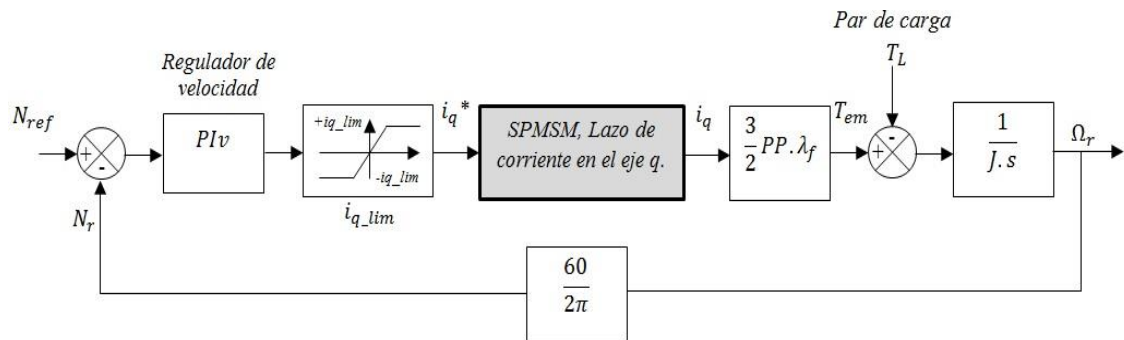 Par de carga
T_L
Regulador de
velocidad
N_ref
+
-
PIv
+iq_lim
-iq_lim
i_q_lim
i_q*
SPMSM, Lazo de
corriente en el eje q.
i_q
3/2 PP.λ_f
T_em
-
+
1/J.s
Ω_r
N_r
60/2π